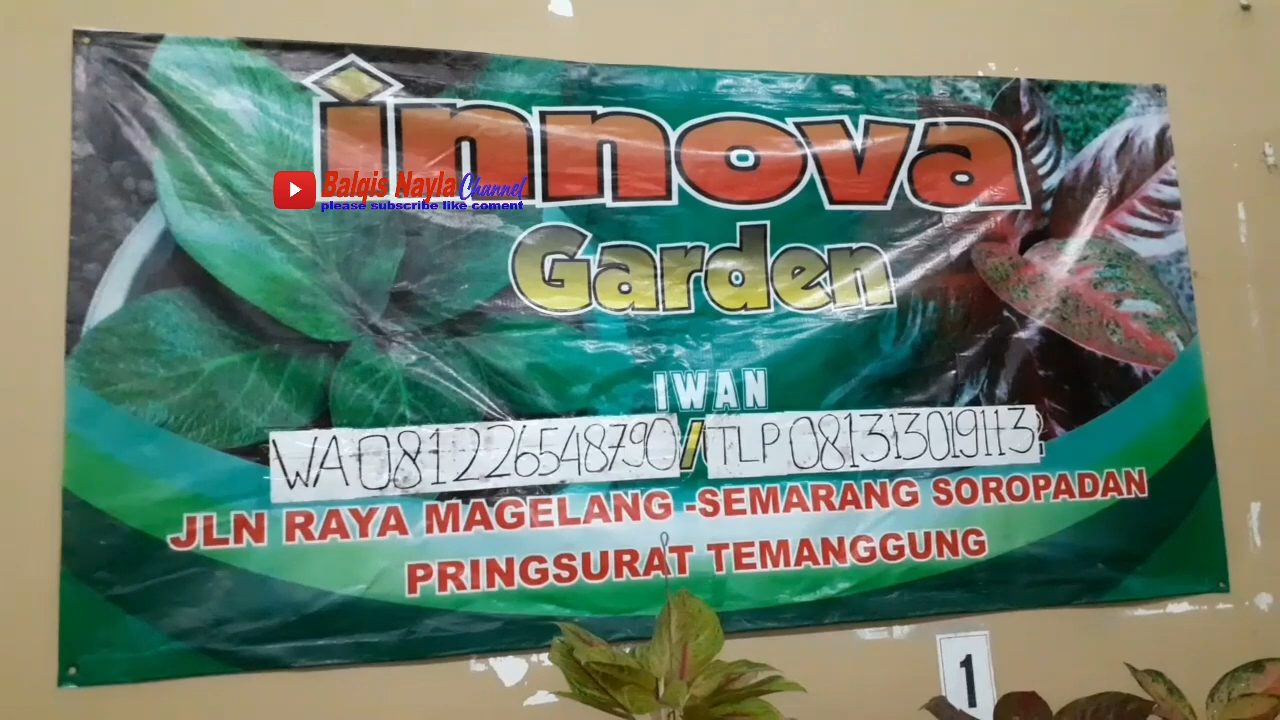 innova
Balqis Nayla Channel
please subscribe like coment
Garden
IWAN
WA 081226548790 / TLP 081313019113
JLN RAYA MAGELANG -SEMARANG SOROPADAN
PRINGSURAT TEMANGGUNG
1